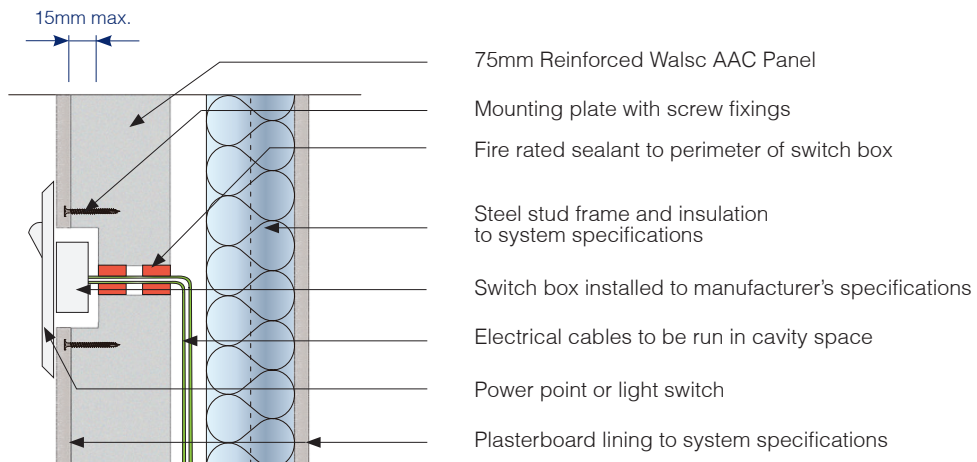 15mm max.
75mm Reinforced Walsc AAC Panel
Mounting plate with screw fixings
Fire rated sealant to perimeter of switch box
Steel stud frame and insulation
to system specifications
Switch box installed to manufacturer’s specifications
Electrical cables to be run in cavity space
Power point or light switch
Plasterboard lining to system specifications